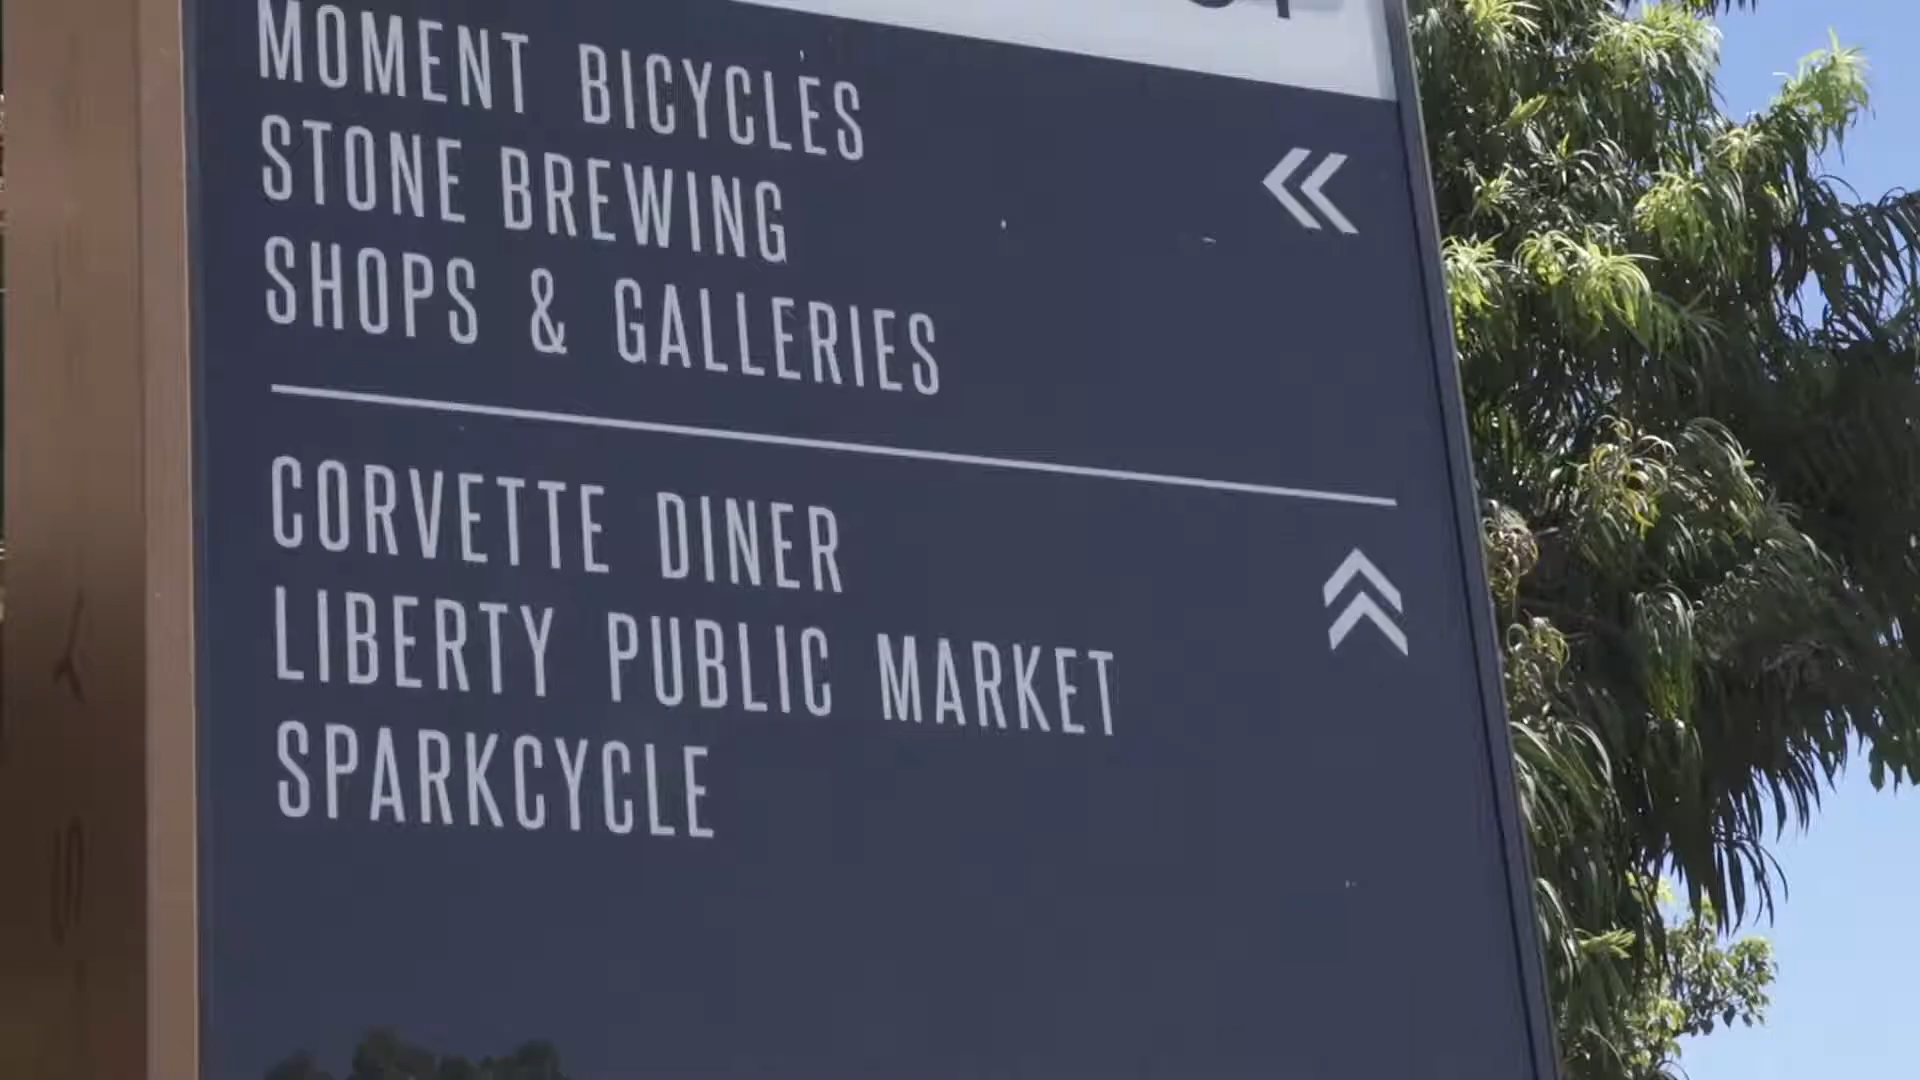 MOMENT BICYCLES
STONE BREWING
SHOPS & GALLERIES
CORVETTE DINER
LIBERTY PUBLIC MARKET
SPARKCYCLE